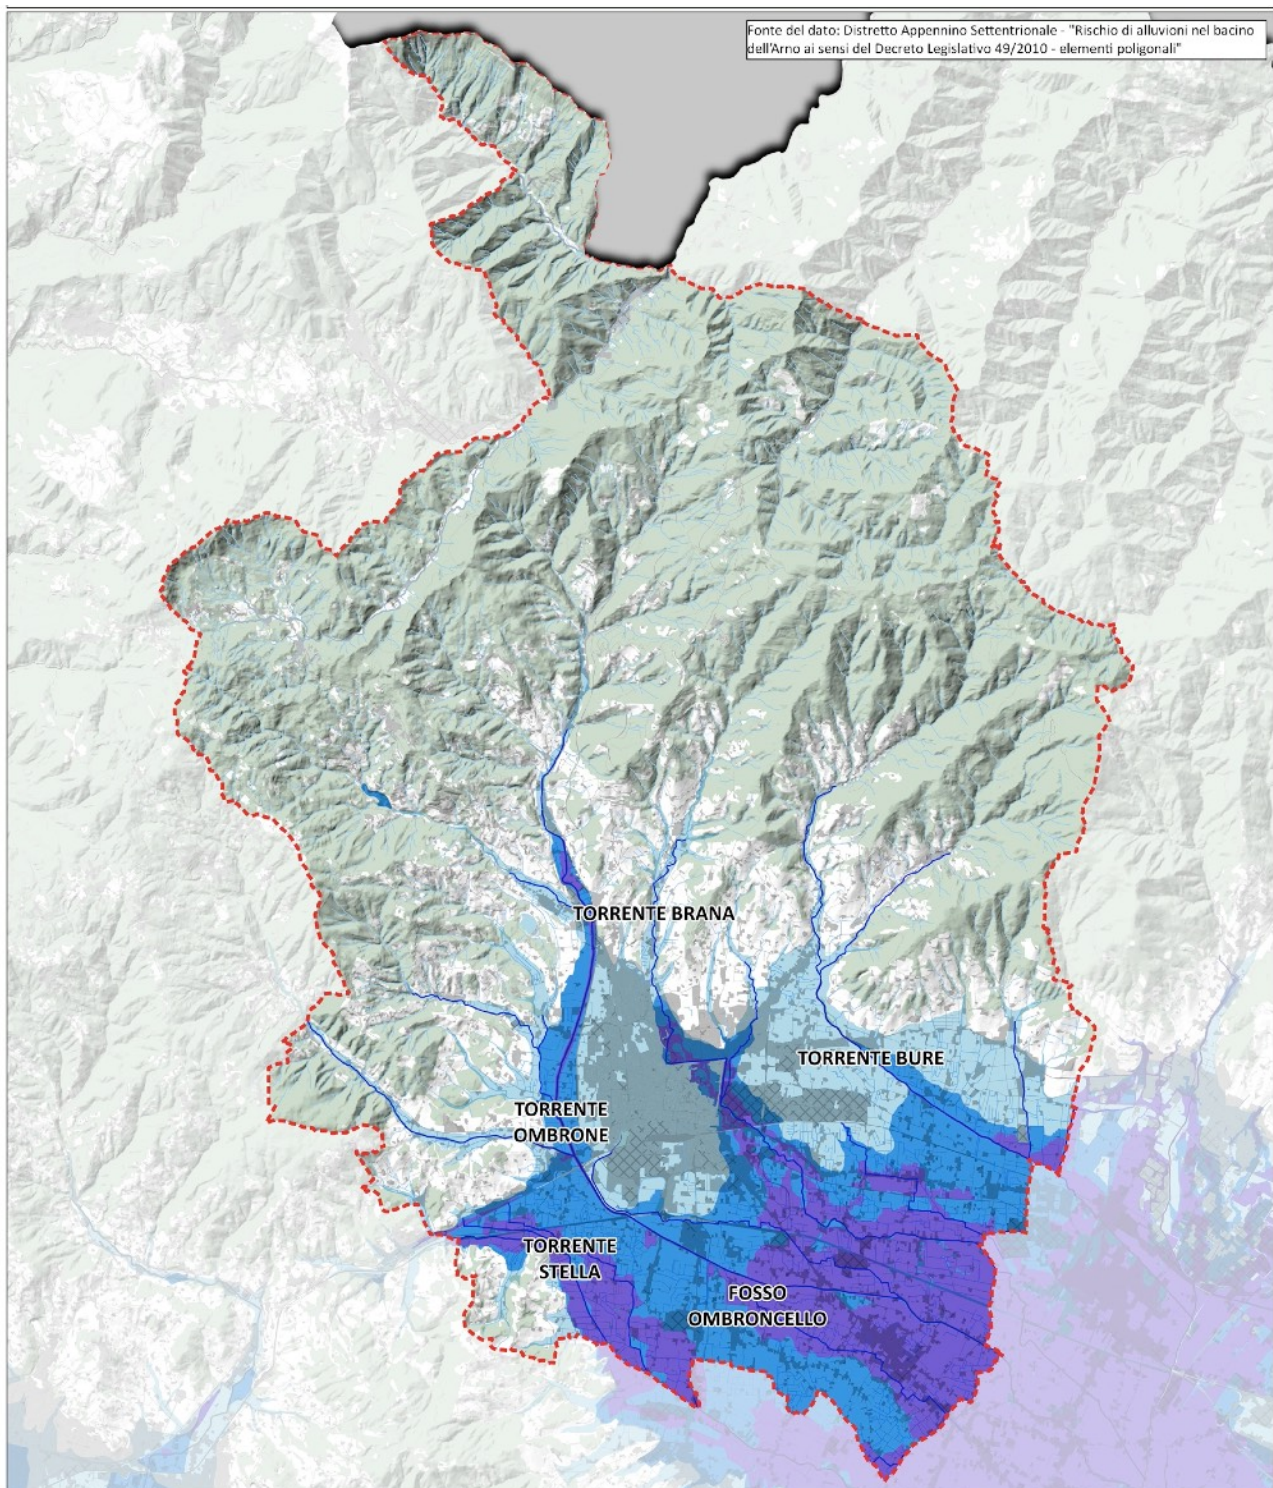 Fonte del dato: Distretto Appennino Settentrionale - "Rischio di alluvioni nel bacino
dell'Arno ai sensi del Decreto Legislativo 49/2010 - elementi poligonali"
TORRENTE BRANA
TORRENTE BURE
TORRENTE
OMBRONE
TORRENTE
STELLA
FOSSO
OMBRONCELLO